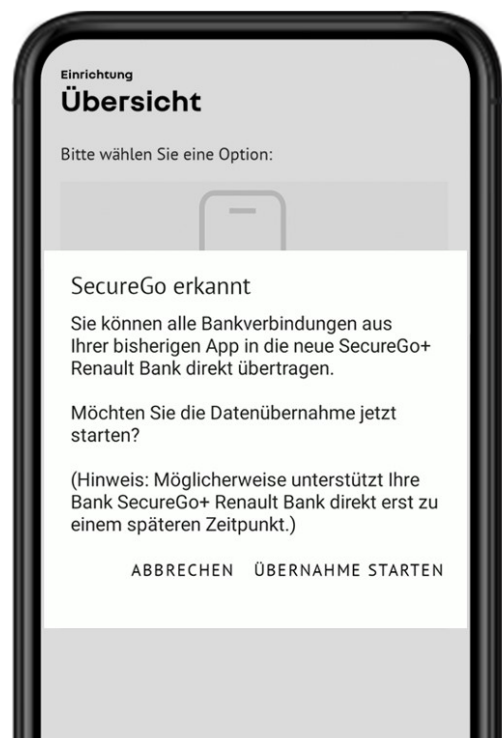 Einrichtung
Übersicht
Bitte wählen Sie eine Option:
SecureGo erkannt
Sie können alle Bankverbindungen aus
Ihrer bisherigen App in die neue SecureGo+
Renault Bank direkt übertragen.
Möchten Sie die Datenübernahme jetzt
starten?
(Hinweis: Möglicherweise unterstützt Ihre
Bank SecureGo+ Renault Bank direkt erst zu
einem späteren Zeitpunkt.)
ABBRECHEN ÜBERNAHME STARTEN